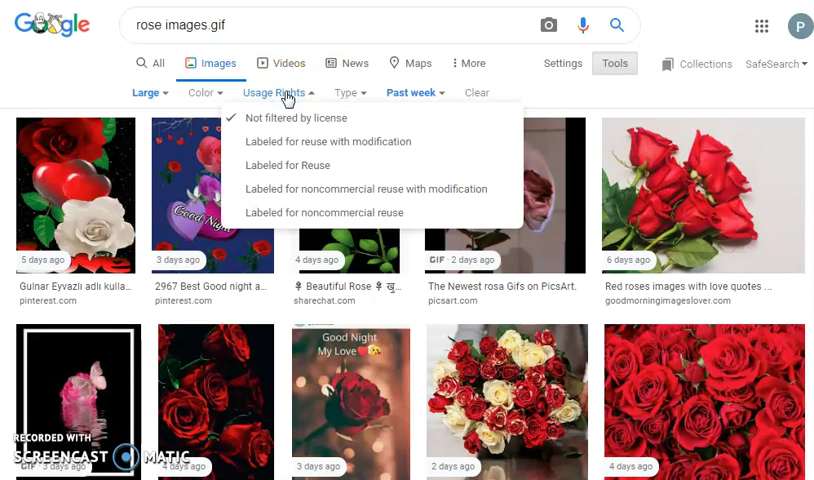 Google
rose images.gif
P
All Images Videos News Maps More Settings Tools Collections SafeSearch
Large Color Usage Rights Type Past week Clear
Not filtered by license
Labeled for reuse with modification
Labeled for Reuse
Labeled for noncommercial reuse with modification
Labeled for noncommercial reuse
Good Night
5 days ago 3 days ago 4 days ago GIF · 2 days ago 6 days ago
Gulnar Eyvazlı adlı kulla... 2967 Best Good night a... Beautiful Rose The Newest rosa Gifs on PicsArt. Red roses images with love quotes ...
pinterest.com pinterest.com sharechat.com picsart.com goodmorningimageslover.com
Good Night
My Love
RECORDED WITH
SCREENCAST MATIC
GIF · 3 days ago 4 days ago 3 days ago 2 days ago 4 days ago